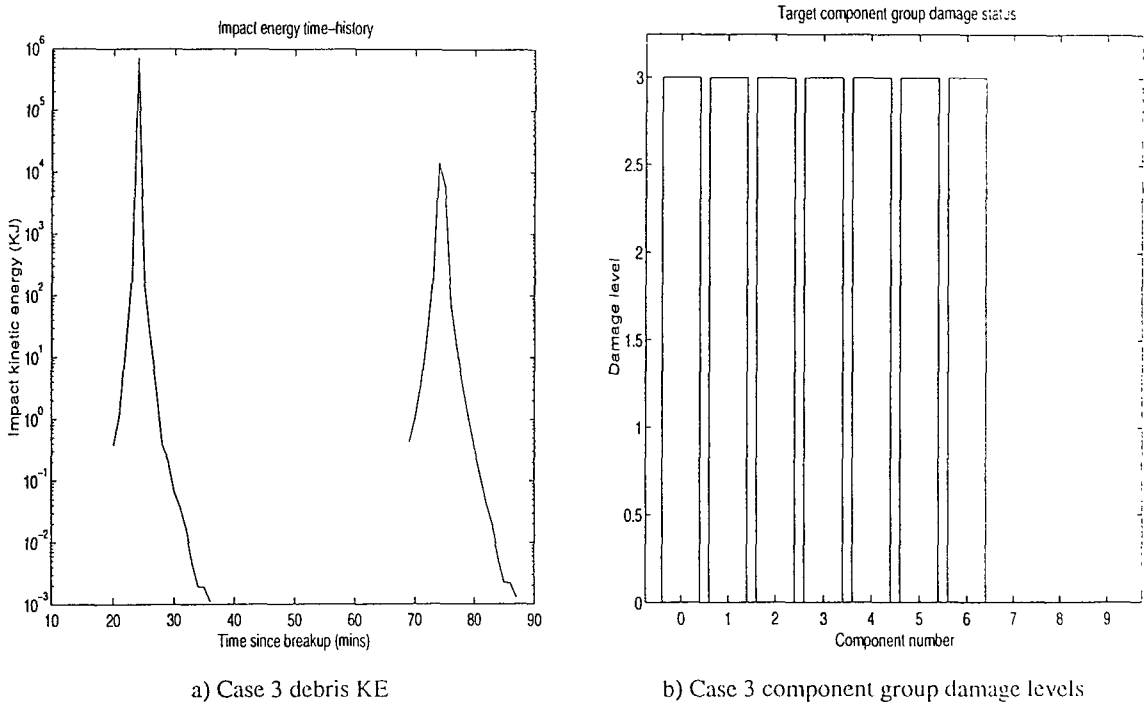 Impact energy time-history
Impact kinetic energy (KJ)
10^6
10^5
10^4
10^3
10^2
10^1
10^0
10^-1
10^-2
10^-3
10 20 30 40 50 60 70 80 90
Time since breakup (mins)
a) Case 3 debris KE
Target component group damage status
Damage level
3
2.5
2
1.5
1
0.5
0
0 1 2 3 4 5 6 7 8 9
Component number
b) Case 3 component group damage levels